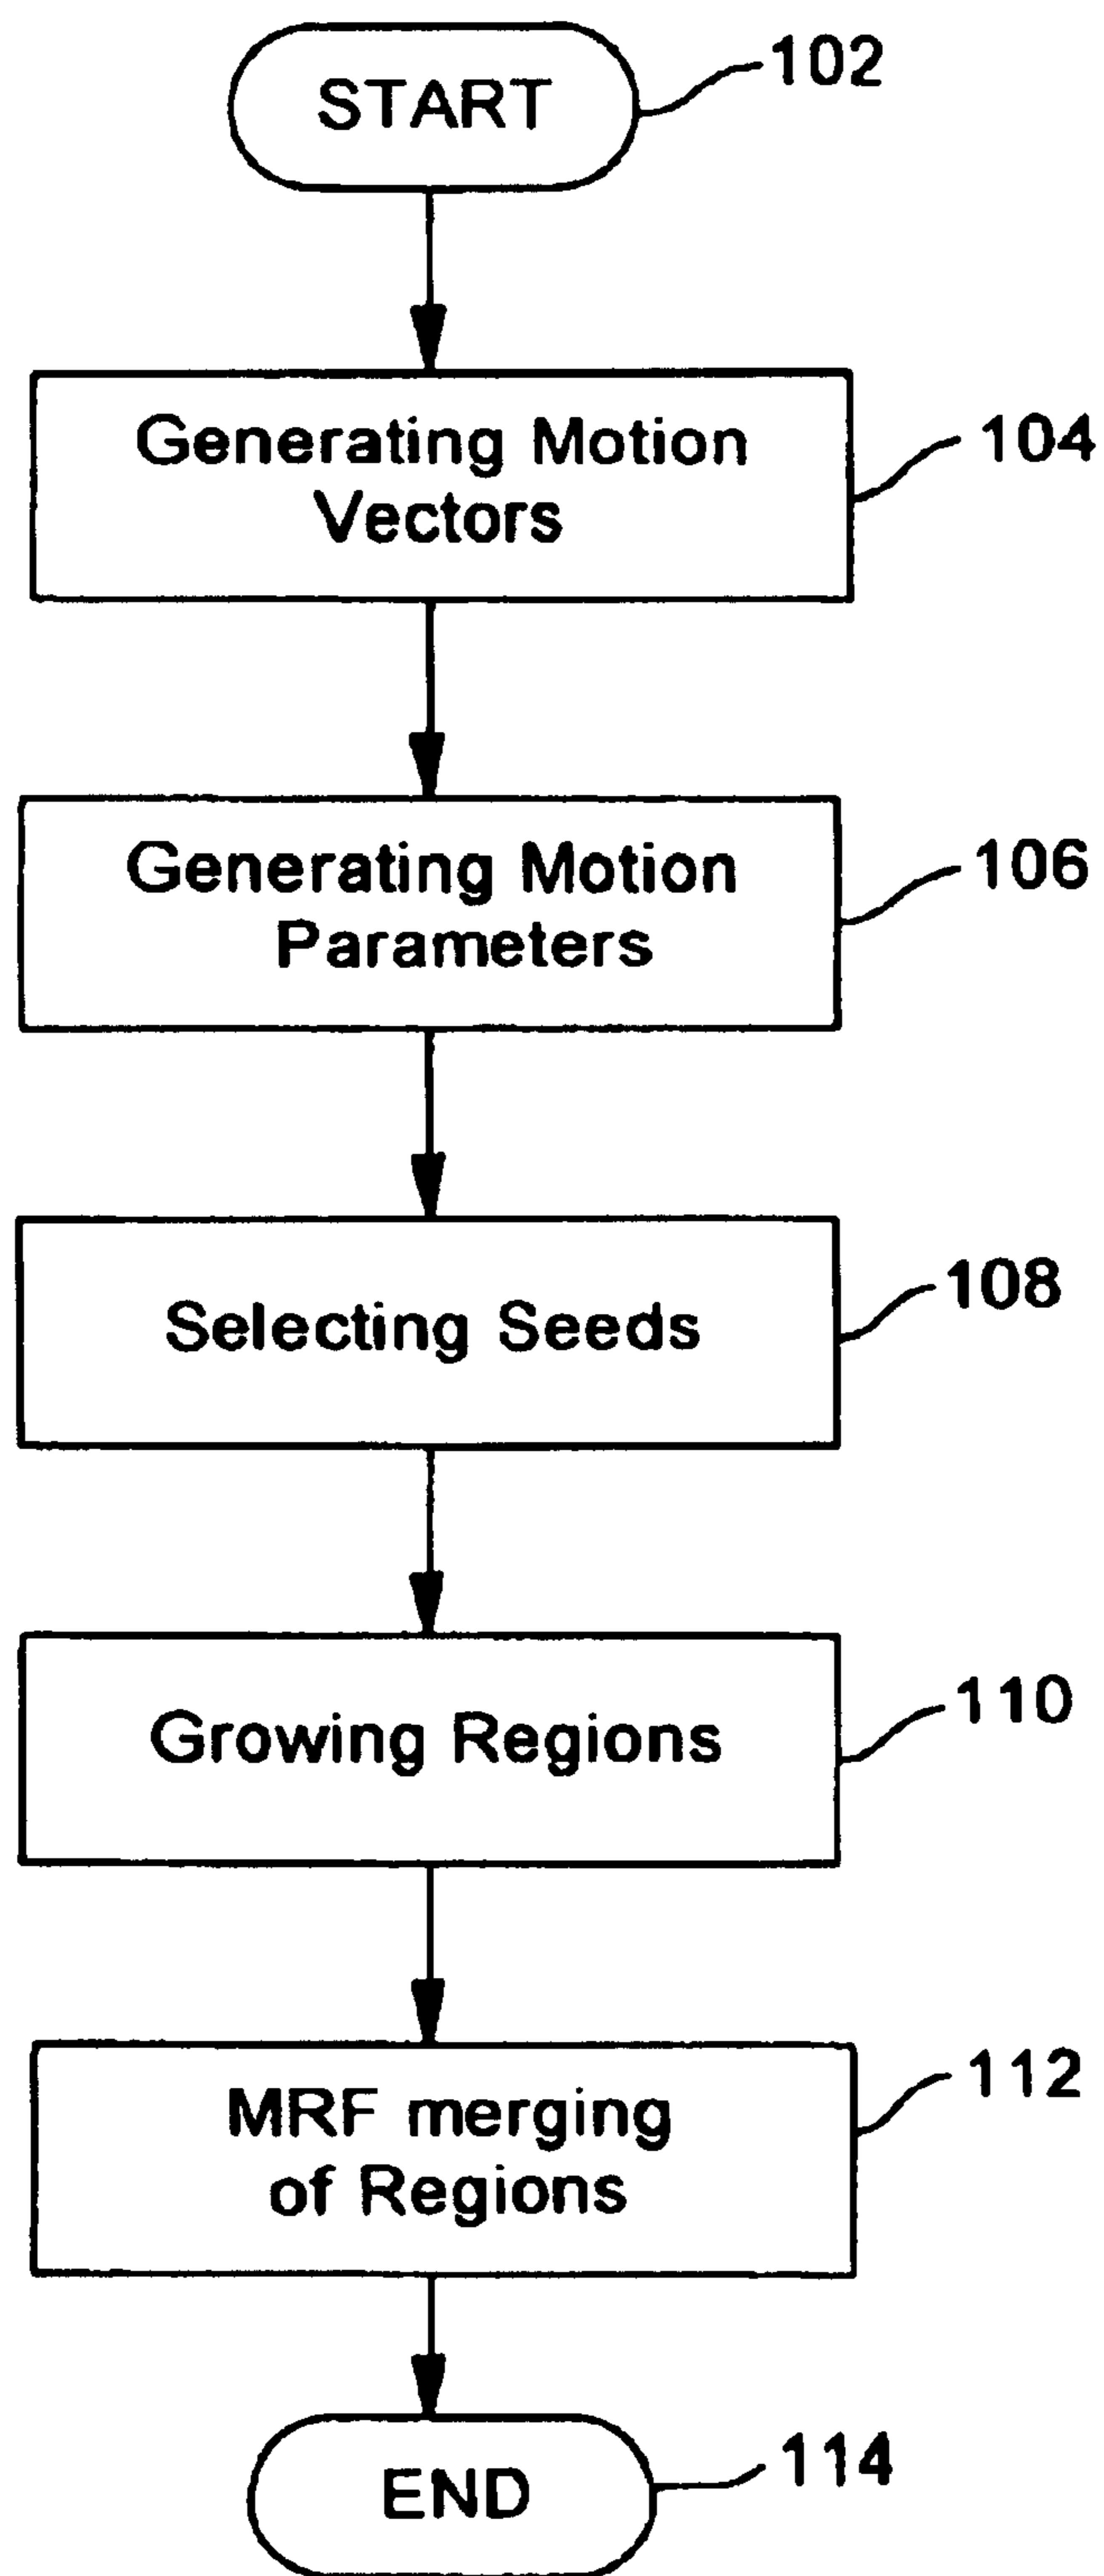 START
102
Generating Motion
Vectors
104
Generating Motion
Parameters
106
Selecting Seeds
108
Growing Regions
110
MRF merging
of Regions
112
END
114